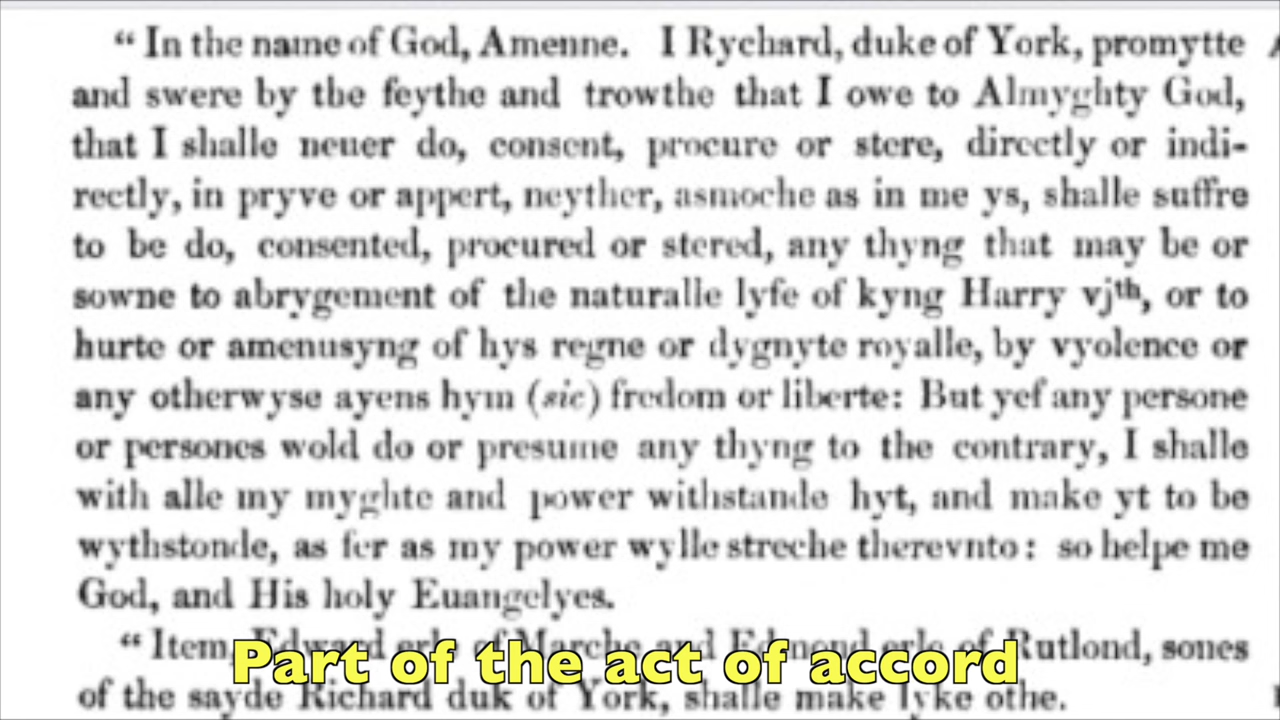 “ In the name of God, Amenne. I Rychard, duke of York, promytte
and swere by the feythe and trowthe that I owe to Almyghty God,
that I shalle neuer do, consent, procure or stere, directly or indi-
rectly, in pryve or appert, neyther, asmoche as in me ys, shalle suffre
to be do, consented, procured or stered, any thyng that may be or
sowne to abrygement of the naturalle lyfe of kyng Harry vjth, or to
hurte or amenusyng of hys regne or dygnyte royalle, by vyolence or
any otherwyse ayens hym (sic) fredom or liberte: But yef any persone
or persones wold do or presume any thyng to the contrary, I shalle
with alle my myghte and power withstande hyt, and make yt to be
wythstonde, as fer as my power wylle streche therevnto: so helpe me
God, and His holy Euangelyes.
“ Item, Edward erle of Marche and Edmond erle of Rutlond, sones
Part of the act of accord
of the sayde Richard duk of York, shalle make lyke othe.